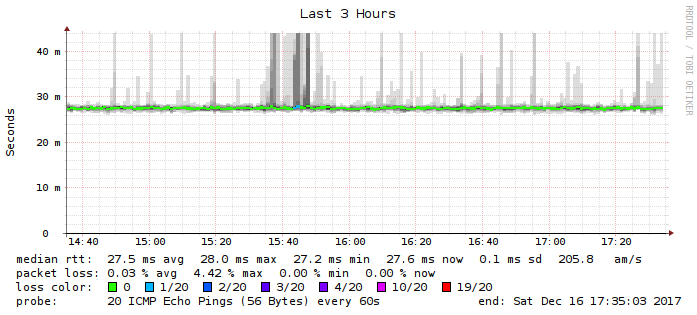 Last 3 Hours
RRDTOOL / TOBI OETIKER
Seconds
40 m
30 m
20 m
10 m
0
14:40 15:00 15:20 15:40 16:00 16:20 16:40 17:00 17:20
median rtt: 27.5 ms avg 28.0 ms max 27.2 ms min 27.6 ms now 0.1 ms sd 205.8 am/s
packet loss: 0.03 % avg 4.42 % max 0.00 % min 0.00 % now
loss color: 0 1/20 2/20 3/20 4/20 10/20 19/20
probe: 20 ICMP Echo Pings (56 Bytes) every 60s end: Sat Dec 16 17:35:03 2017